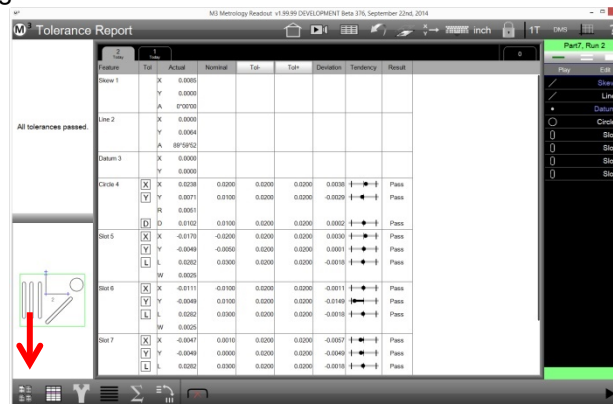 g
M3 Metrology Readout v1.99.99 DEVELOPMENT Beta 376, September 22nd, 2014
M³ Tolerance Report inch 1T DMS
2 Today 1 Today 0 Part7, Run 2
Feature Tol Actual Nominal Tol- Tol+ Deviation Tendency Result Play Edit
Skew 1 X 0.0085
Y 0.0000
A 0°00'00
Line 2 X 0.0000
Y 0.0064
A 89°59'52
Datum 3 X 0.0008
Y 0.0000
Circle 4 X X 0.0238 0.0200 0.0200 0.0200 0.0038 Pass
Y Y 0.0071 0.0100 0.0200 0.0200 -0.0029 Pass
R 0.0051
D D 0.0102 0.0100 0.0200 0.0200 0.0002 Pass
Slot 5 X X -0.0170 -0.0200 0.0200 0.0200 0.0030 Pass
Y Y -0.0049 -0.0050 0.0200 0.0200 0.0001 Pass
L L 0.0282 0.0300 0.0200 0.0200 -0.0018 Pass
W 0.0025
Slot 6 X X -0.0111 -0.0100 0.0200 0.0200 -0.0011 Pass
Y Y -0.0049 0.0100 0.0200 0.0200 -0.0149 Pass
L L 0.0282 0.0300 0.0200 0.0200 -0.0018 Pass
W 0.0025
Slot 7 X X -0.0047 0.0010 0.0200 0.0200 -0.0057 Pass
Y Y -0.0049 0.0000 0.0200 0.0200 -0.0049 Pass
L L 0.0282 0.0300 0.0200 0.0200 -0.0018 Pass
All tolerances passed.
2
Skew
Line
Datum
Circle
Slo
Slo
Slo
Slo